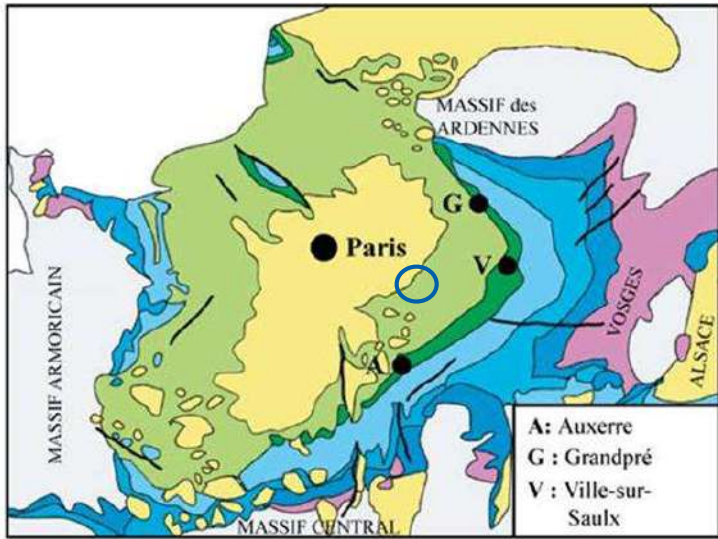 MASSIF des
ARDENNES
G
Paris
V
A
MASSIF ARMORICAIN
VOSGES
ALSACE
MASSIF CENTRAL
A: Auxerre
G : Grandpré
V : Ville-sur-
Saulx